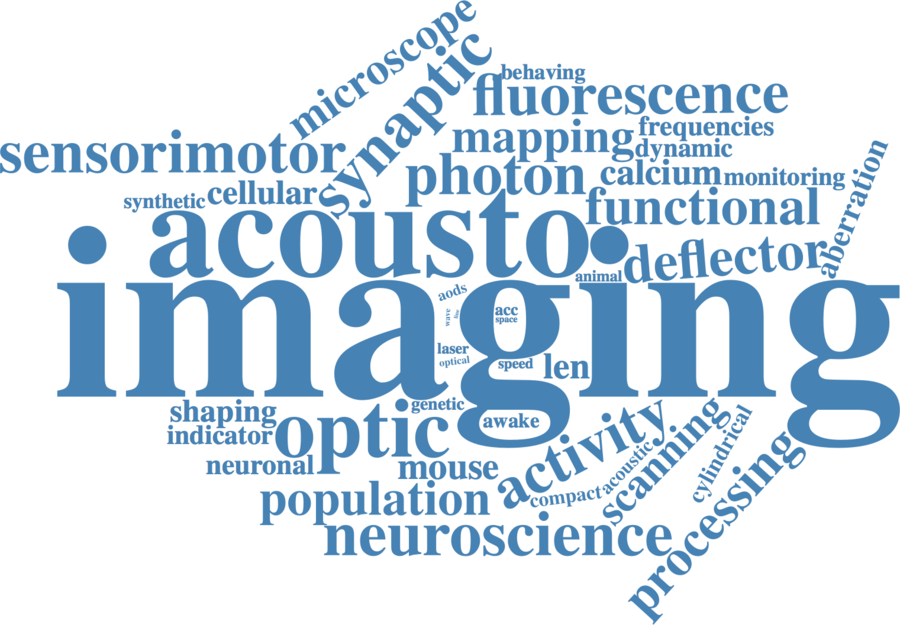 microscope
synaptic
behaving
fluorescence
sensorimotor
mapping
frequencies
dynamic
photon
calcium
monitoring
aberration
synthetic
cellular
acousto
functional
deflector
animal
imaging
aods
wave
acc
space
laser
optical
speed
len
genetic
shaping
indicator
optic
awake
activity
neuronal
mouse
population
compact
acoustic
scanning
cylindrical
processing
neuroscience